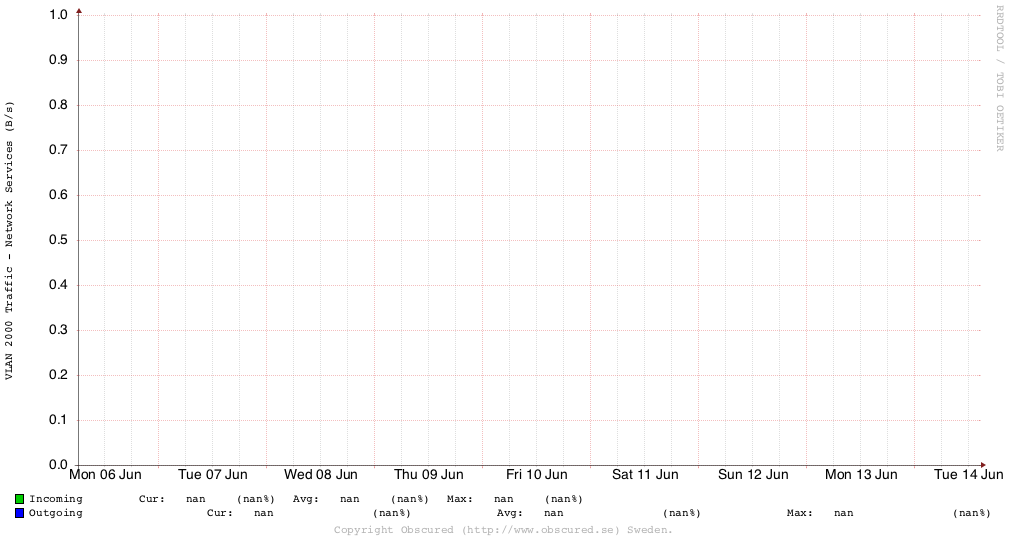 RRDTOOL / TOBI OETIKER
VLAN 2000 Traffic - Network Services (B/s)
1.0
0.9
0.8
0.7
0.6
0.5
0.4
0.3
0.2
0.1
0.0
Mon 06 Jun Tue 07 Jun Wed 08 Jun Thu 09 Jun Fri 10 Jun Sat 11 Jun Sun 12 Jun Mon 13 Jun Tue 14 Jun
Incoming Cur: nan (nan%) Avg: nan (nan%) Max: nan (nan%)
Outgoing Cur: nan (nan%) Avg: nan (nan%) Max: nan (nan%)
Copyright Obscured (http://www.obscured.se) Sweden.